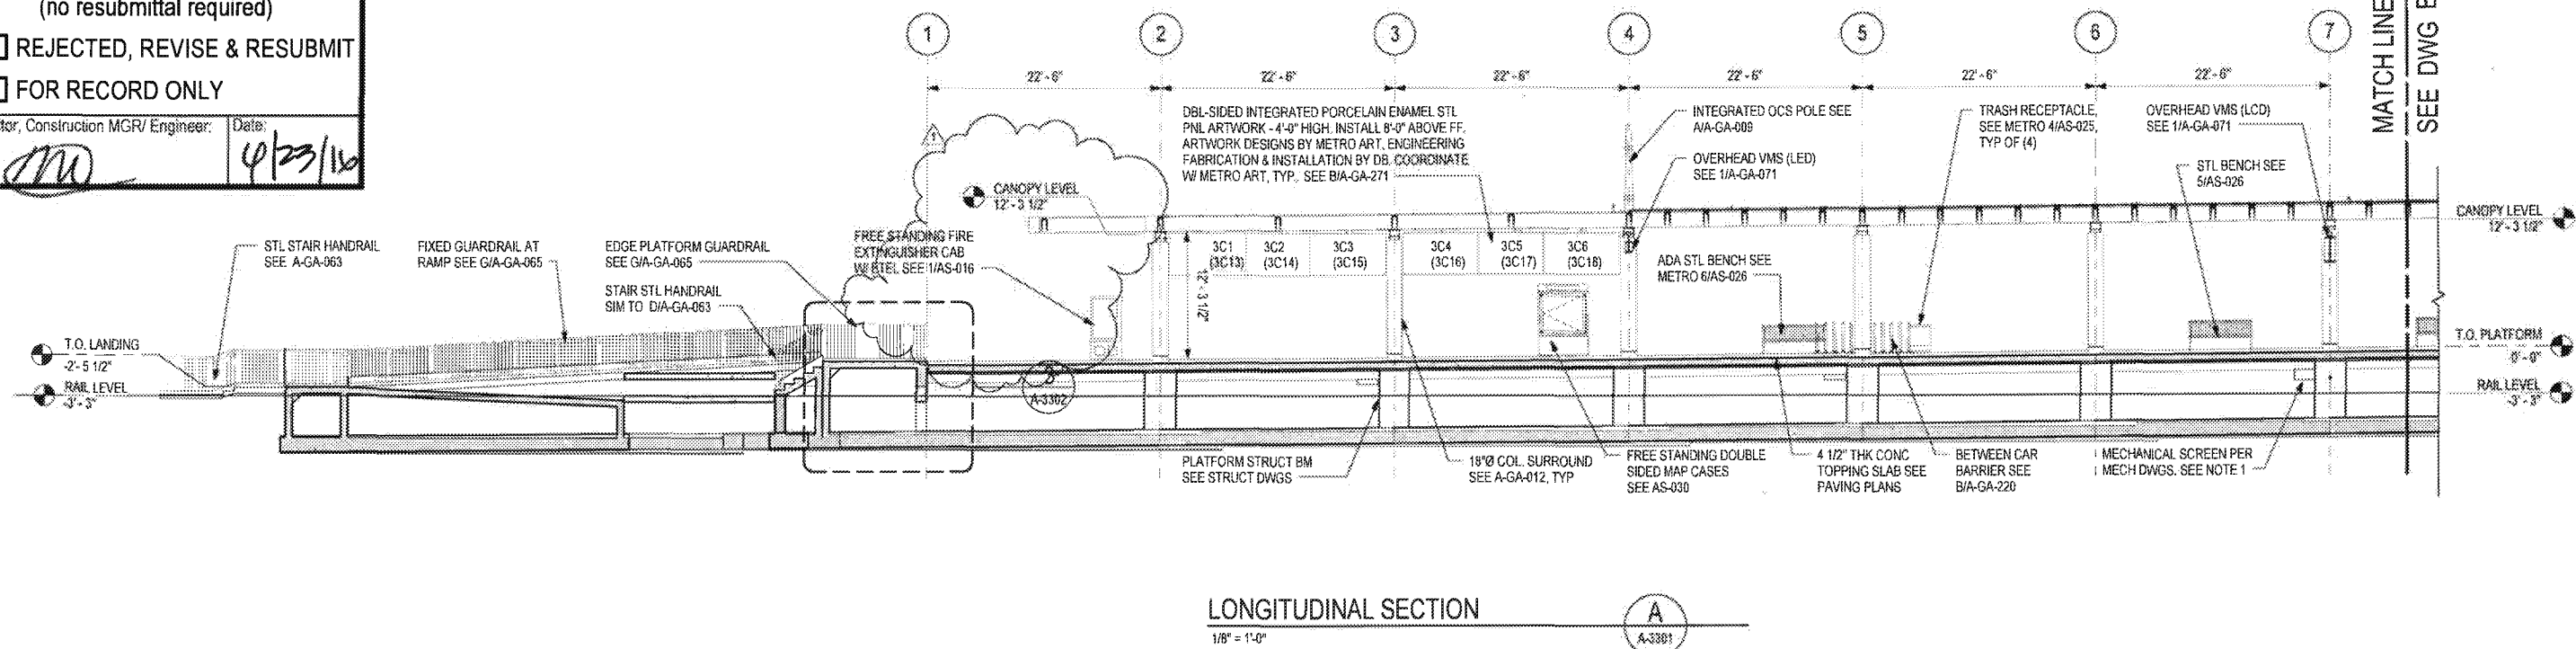 (no resubmittal required)
REJECTED, REVISE & RESUBMIT
FOR RECORD ONLY
tor, Construction MGR/ Engineer:
Date:
4/23/16
1
2
3
4
5
6
7
22'-6"
22'-6"
22'-6"
22'-6"
22'-6"
22'-6"
MATCH LINE
SEE DWG
1
DBL-SIDED INTEGRATED PORCELAIN ENAMEL STL
PNL ARTWORK - 4'-0" HIGH. INSTALL 8'-0" ABOVE FF.
ARTWORK DESIGNS BY METRO ART, ENGINEERING
FABRICATION & INSTALLATION BY DB. COORDINATE
W/ METRO ART, TYP. SEE B/A-GA-271
INTEGRATED OCS POLE SEE
A/A-GA-009
OVERHEAD VMS (LED)
SEE 1/A-GA-071
TRASH RECEPTACLE,
SEE METRO 4/AS-025,
TYP OF (4)
OVERHEAD VMS (LCD)
SEE 1/A-GA-071
STL BENCH SEE
5/AS-026
CANOPY LEVEL
12'-3 1/2"
CANOPY LEVEL
12'-3 1/2"
STL STAIR HANDRAIL
SEE A-GA-063
FIXED GUARDRAIL AT
RAMP SEE G/A-GA-065
EDGE PLATFORM GUARDRAIL
SEE G/A-GA-065
STAIR STL HANDRAIL
SIM TO D/A-GA-063
FREE STANDING FIRE
EXTINGUISHER CAB
W/ ETEL SEE 1/AS-016
3C1
(3C13)
3C2
(3C14)
3C3
(3C15)
3C4
(3C16)
3C5
(3C17)
3C6
(3C18)
12'-3 1/2"
ADA STL BENCH SEE
METRO 6/AS-026
T.O. LANDING
-2'-5 1/2"
RAIL LEVEL
-3'-3"
T.O. PLATFORM
0'-0"
RAIL LEVEL
-3'-3"
A-3302
PLATFORM STRUCT BM
SEE STRUCT DWGS
18"Ø COL. SURROUND
SEE A-GA-012, TYP
FREE STANDING DOUBLE
SIDED MAP CASES
SEE AS-030
4 1/2" THK CONC
TOPPING SLAB SEE
PAVING PLANS
BETWEEN CAR
BARRIER SEE
B/A-GA-220
MECHANICAL SCREEN PER
MECH DWGS. SEE NOTE 1
LONGITUDINAL SECTION
1/8" = 1'-0"
A
A-3301